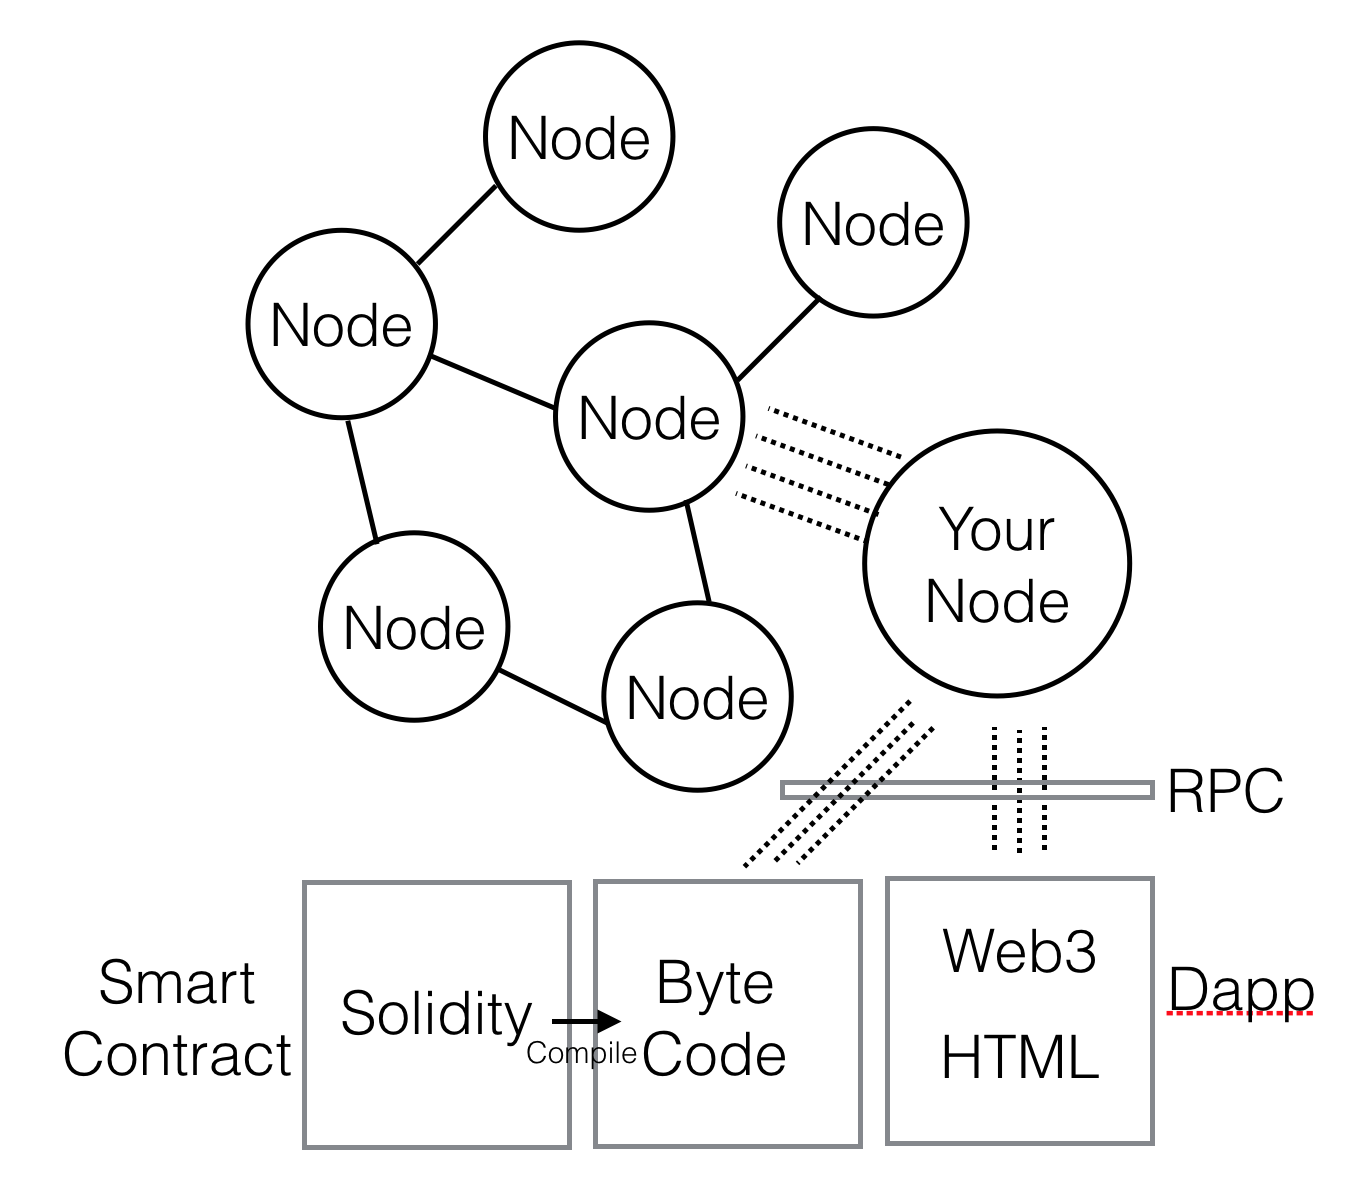 Node
Node
Node
Node
Your
Node
Node
Node
RPC
Smart
Contract
Solidity
Compile
Byte
Code
Web3
HTML
Dapp